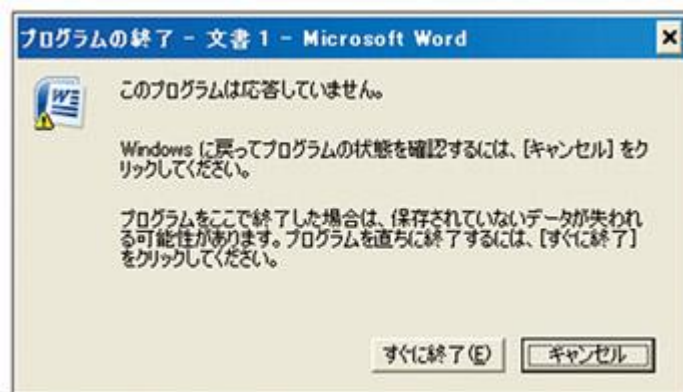 プログラムの終了 - 文書 1 - Microsoft Word
このプログラムは応答していません。
Windows に戻ってプログラムの状態を確認するには、[キャンセル] をク
リックしてください。
プログラムをここで終了した場合は、保存されていないデータが失われ
る可能性があります。プログラムを直ちに終了するには、[すぐに終了]
をクリックしてください。
すぐに終了(E)
キャンセル